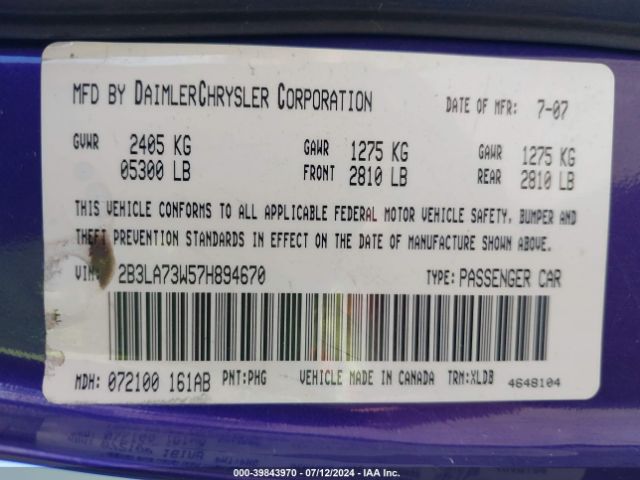 MFD BY DAIMLERCHRYSLER CORPORATION DATE OF MFR: 7-07
GVWR 2405 KG GAWR 1275 KG GAWR 1275 KG
05300 LB FRONT 2810 LB REAR 2810 LB
THIS VEHICLE CONFORMS TO ALL APPLICABLE FEDERAL MOTOR VEHICLE SAFETY, BUMPER AND
THEFT PREVENTION STANDARDS IN EFFECT ON THE DATE OF MANUFACTURE SHOWN ABOVE.
VIN: 2B3LA73W57H894670 TYPE: PASSENGER CAR
MDH: 072100 161AB PNT: PHG VEHICLE MADE IN CANADA TRM: XLDB 4648104
000-39843970 - 07/12/2024 - IAA Inc.